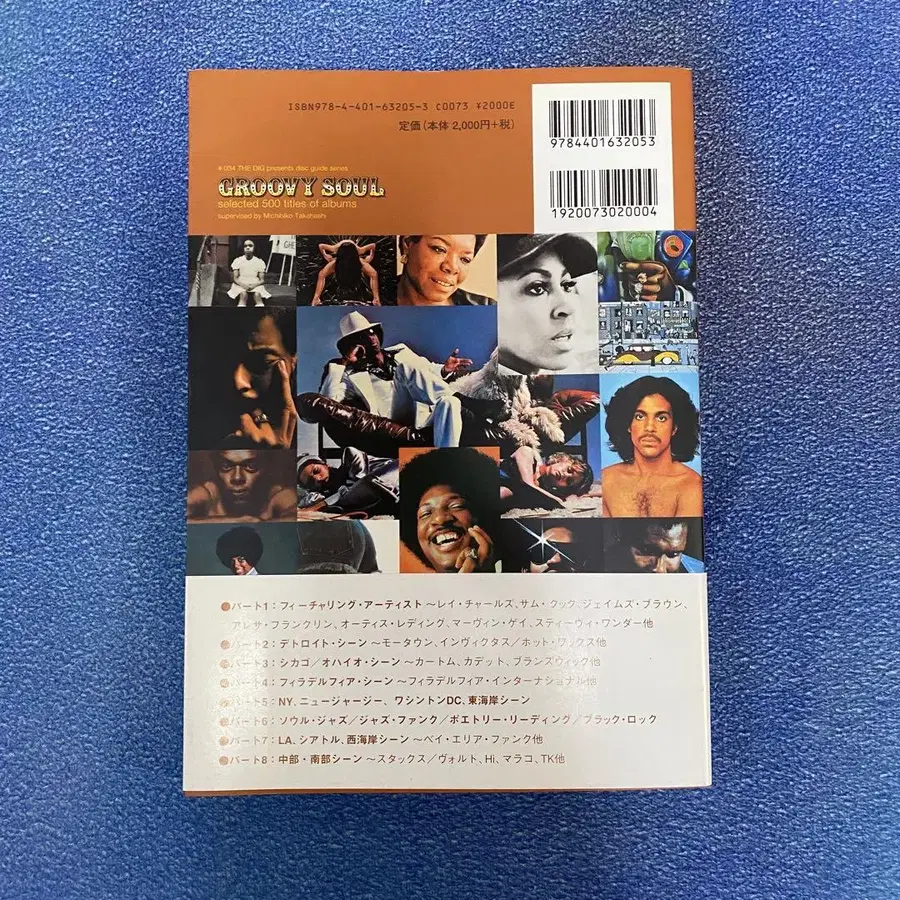 ISBN978-4-401-63205-3 C0073 ¥2000E
定価(本体 2,000円+税)
9784401632053
1920073020004
# 034 THE DIG presents disc guide series
GROOVY SOUL
selected 500 titles of albums
supervised by Michihiko Takahashi
GHE
●パート1:フィーチャリング・アーティスト 〜レイ・チャールズ、サム・クック、ジェイムズ・ブラウン、
アレサ・フランクリン、オーティス・レディング、マーヴィン・ゲイ、スティーヴィ・ワンダー他
●パート2:デトロイト・シーン 〜モータウン、インヴィクタス/ホット・ワックス他
●パート3:シカゴ/オハイオ・シーン 〜カートム、カデット、ブランズウィック他
●パート4:フィラデルフィア・シーン 〜フィラデルフィア・インターナショナル他
●パート5:NY、ニュージャージー、ワシントンDC、東海岸シーン
●パート6:ソウル・ジャズ/ジャズ・ファンク/ポエトリー・リーディング/ブラック・ロック
●パート7:LA、シアトル、西海岸シーン 〜ベイ・エリア・ファンク他
●パート8:中部・南部シーン 〜スタックス/ヴォルト、Hi、マラコ、TK他